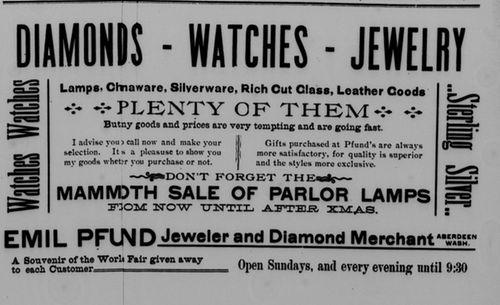 DIAMONDS - WATCHES - JEWELRY
Watches Watches
Lamps, Chinaware, Silverware, Rich Cut Glass, Leather Goods
PLENTY OF THEM
But my goods and prices are very tempting and are going fast.
I advise you to call now and make your
selection. It is a pleasure to show you
my goods whether you purchase or not.
Gifts purchased at Pfund's are always
more satisfactory, for quality is superior
and the styles more exclusive.
DON'T FORGET THE
MAMMOTH SALE OF PARLOR LAMPS
FROM NOW UNTIL AFTER XMAS.
..Sterling Silver..
EMIL PFUND Jeweler and Diamond Merchant ABERDEEN
WASH.
A Souvenir of the World Fair given away
to each Customer
Open Sundays, and every evening until 9:30